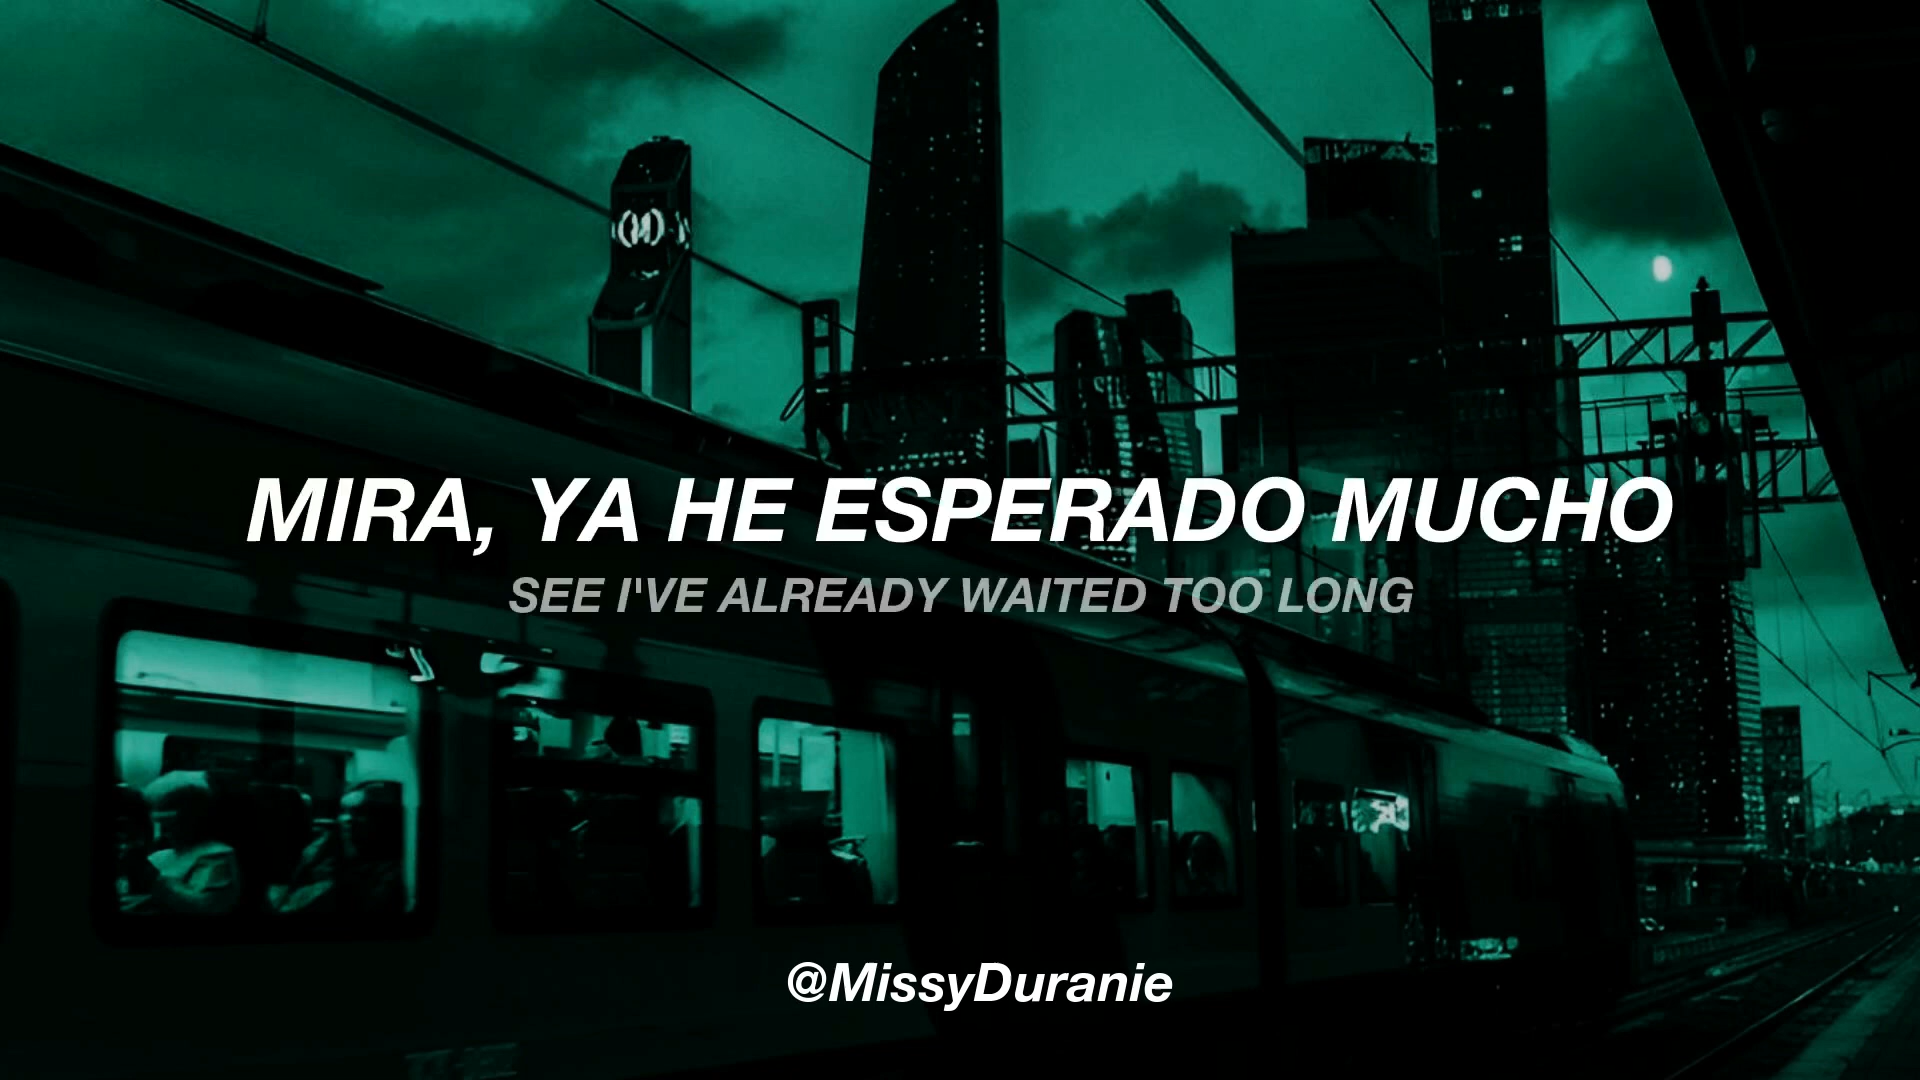 MIRA, YA HE ESPERADO MUCHO
SEE I'VE ALREADY WAITED TOO LONG
@MissyDuranie